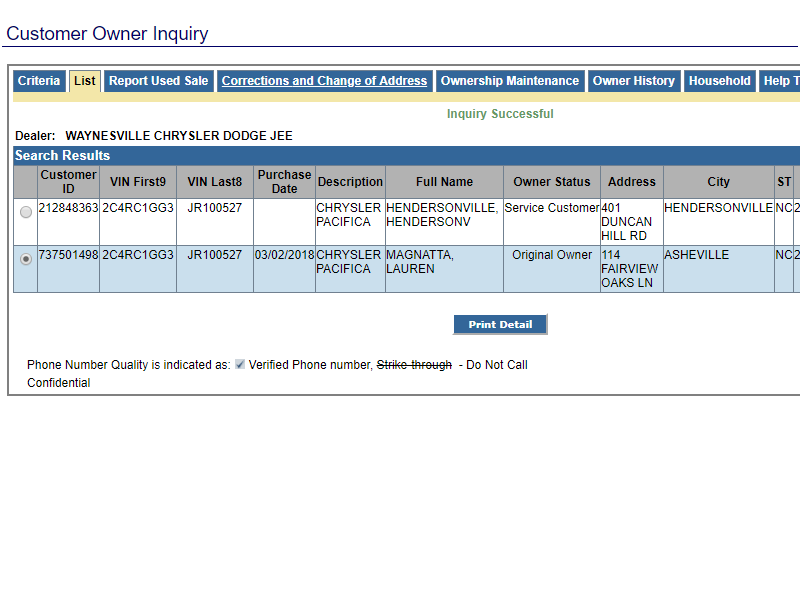 Customer Owner Inquiry
Criteria List Report Used Sale Corrections and Change of Address Ownership Maintenance Owner History Household Help T
Inquiry Successful
Dealer: WAYNESVILLE CHRYSLER DODGE JEE
Search Results
Customer ID VIN First9 VIN Last8 Purchase Date Description Full Name Owner Status Address City ST
212848363 2C4RC1GG3 JR100527 CHRYSLER PACIFICA HENDERSONVILLE, HENDERSONV Service Customer 401 DUNCAN HILL RD HENDERSONVILLE NC 2
737501498 2C4RC1GG3 JR100527 03/02/2018 CHRYSLER PACIFICA MAGNATTA, LAUREN Original Owner 114 FAIRVIEW OAKS LN ASHEVILLE NC 2
Print Detail
Phone Number Quality is indicated as: Verified Phone number, Strike-through - Do Not Call
Confidential